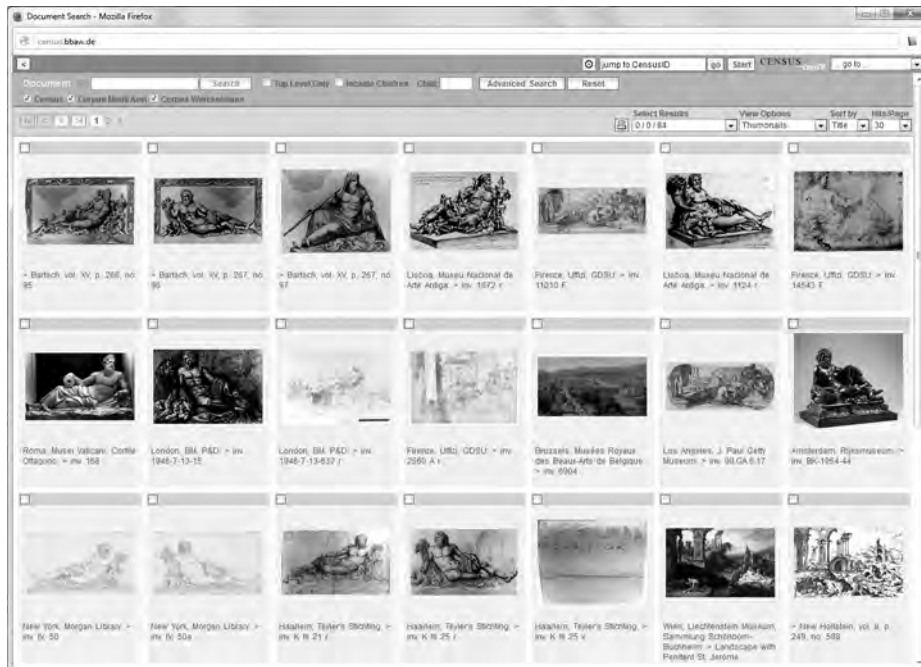 Document Search - Mozilla Firefox
census.bbaw.de
<
jump to CensusID
go
Start
CENSUS
... go to ...
Document
Search
Top Level Only
Include Children
Child
Advanced Search
Reset
Census
Corpus Winckelmann
1 2 3
Select Results
View Options
Sort by
Hits/Page
0 / 0 / 84
Thumbnails
Title
30
> Bartsch, vol. XV, p. 266, no.
95
> Bartsch, vol. XV, p. 267, no.
96
> Bartsch, vol. XV, p. 267, no.
97
Lisboa, Museu Nacional de
Arte Antiga. > inv. 1072 r
Firenze, Uffizi, GDSU. > inv.
11010 F
Lisboa, Museu Nacional de
Arte Antiga. > inv. 1124 r
Firenze, Uffizi, GDSU. > inv.
14543 F
Roma, Musei Vaticani, Cortile
Ottagono. > inv. 168
London, BM, P&D. > inv.
1946-7-13-15
London, BM, P&D. > inv.
1946-7-13-637 r
Firenze, Uffizi, GDSU. > inv.
2560 A r
Brussels, Musées Royaux
des Beaux-Arts de Belgique.
> inv. 6904
Los Angeles, J. Paul Getty
Museum. > inv. 99.GA.6.17
Amsterdam, Rijksmuseum. >
inv. BK-1954-44
New York, Morgan Library. >
inv. IV, 50
New York, Morgan Library. >
inv. IV, 50a
Haarlem, Teyler's Stichting. >
inv. K III 21 r
Haarlem, Teyler's Stichting. >
inv. K III 25 r
Haarlem, Teyler's Stichting. >
inv. K III 25 v
Wien, Liechtenstein Museum,
Sammlung Schönborn-
Buchheim. > Landscape with
Penitent St. Jerome
> New Hollstein, vol. II, p.
249, no. 588